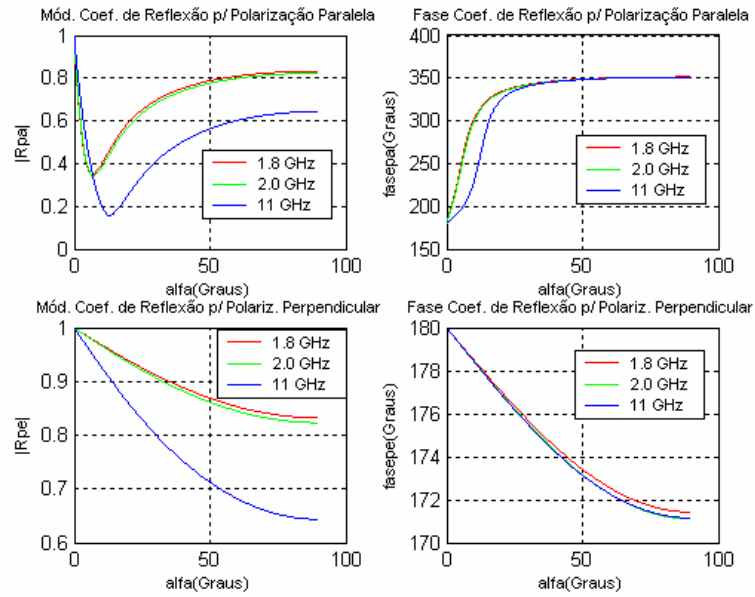 Mód. Coef. de Reflexão p/ Polarização Paralela
1
0.8
0.6
0.4
0.2
0
|Rpa|
1.8 GHz
2.0 GHz
11 GHz
0
50
100
alfa(Graus)
Fase Coef. de Reflexão p/ Polarização Paralela
400
350
300
250
200
150
fasepa(Graus)
1.8 GHz
2.0 GHz
11 GHz
0
50
100
alfa(Graus)
Mód. Coef. de Reflexão p/ Polariz. Perpendicular
1
0.9
0.8
0.7
0.6
|Rpe|
1.8 GHz
2.0 GHz
11 GHz
0
50
100
alfa(Graus)
Fase Coef. de Reflexão p/ Polariz. Perpendicular
180
178
176
174
172
170
fasepe(Graus)
1.8 GHz
2.0 GHz
11 GHz
0
50
100
alfa(Graus)